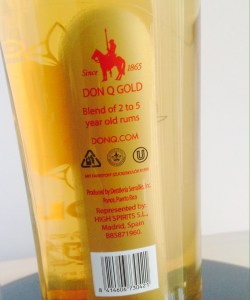 Since 1865
DON Q GOLD
Blend of 2 to 5
year old rums
DONQ.COM
Produced by Destilería Serrallés, Inc.
Ponce, Puerto Rico
Represented by:
HIGH SPIRITS S.L.,
Madrid, Spain
885871960.